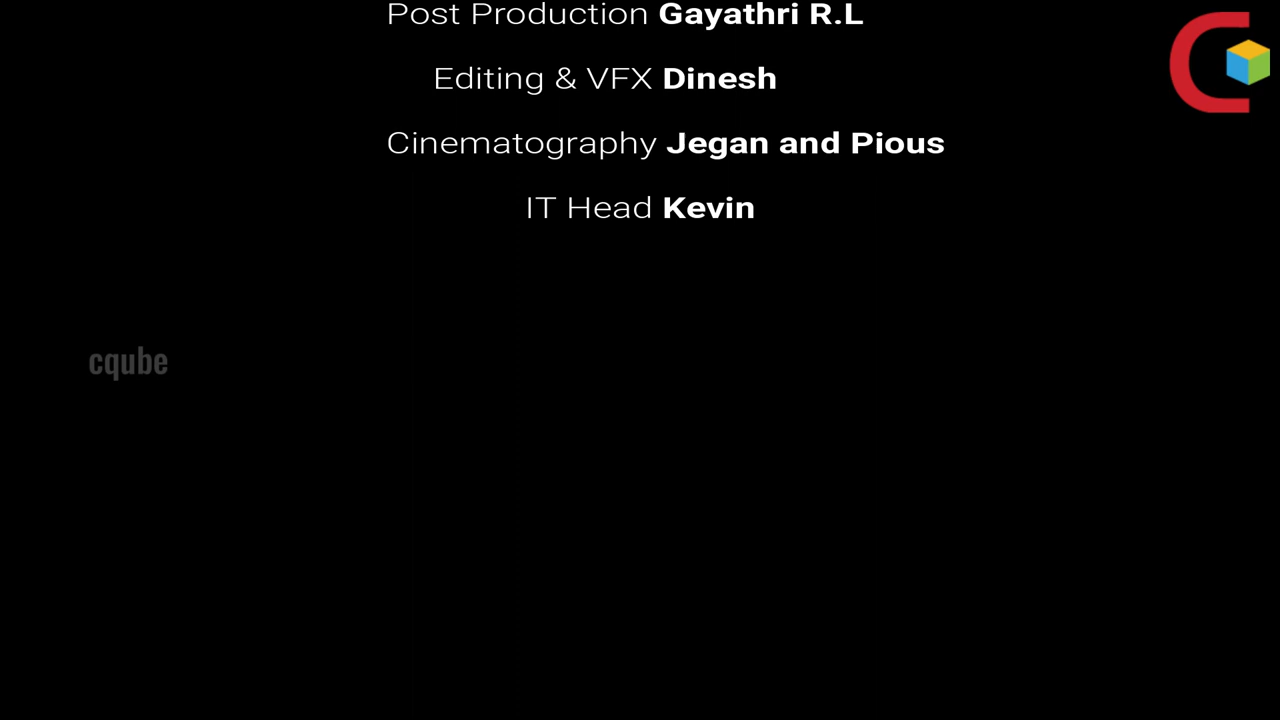 Post Production Gayathri R.L
Editing & VFX Dinesh
Cinematography Jegan and Pious
IT Head Kevin
cqube